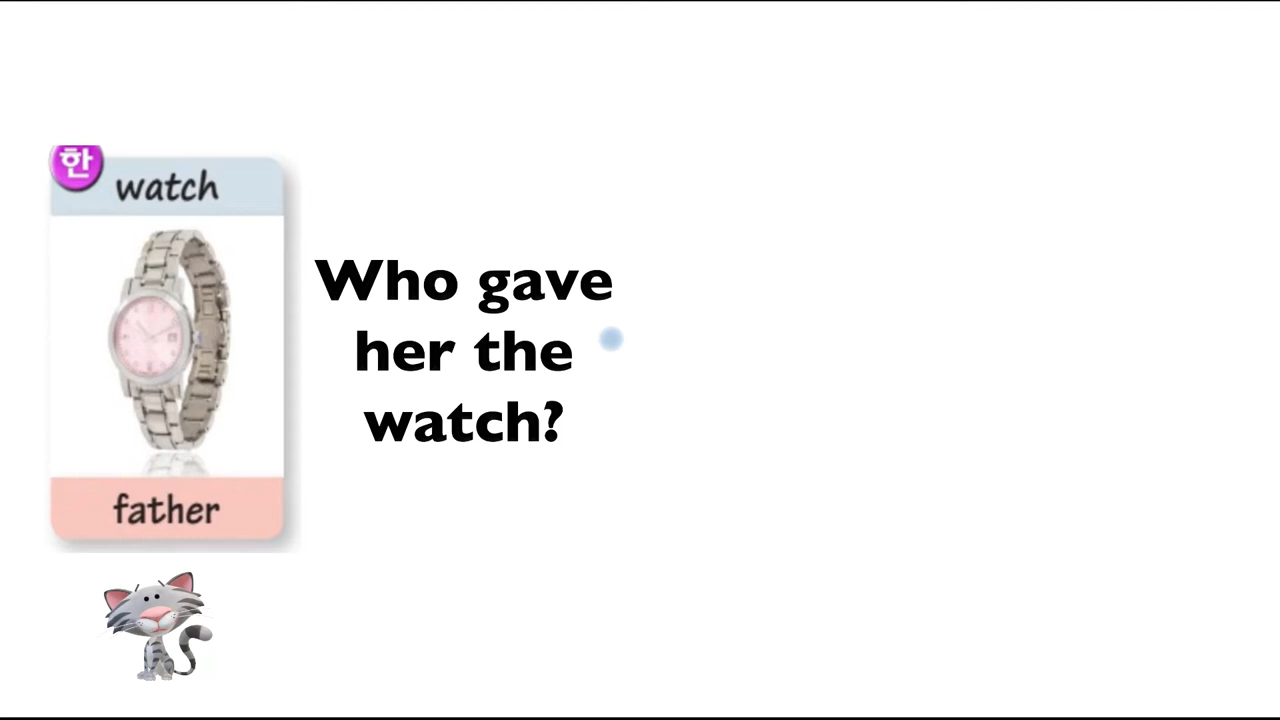 한
watch
Who gave
her the
watch?
father